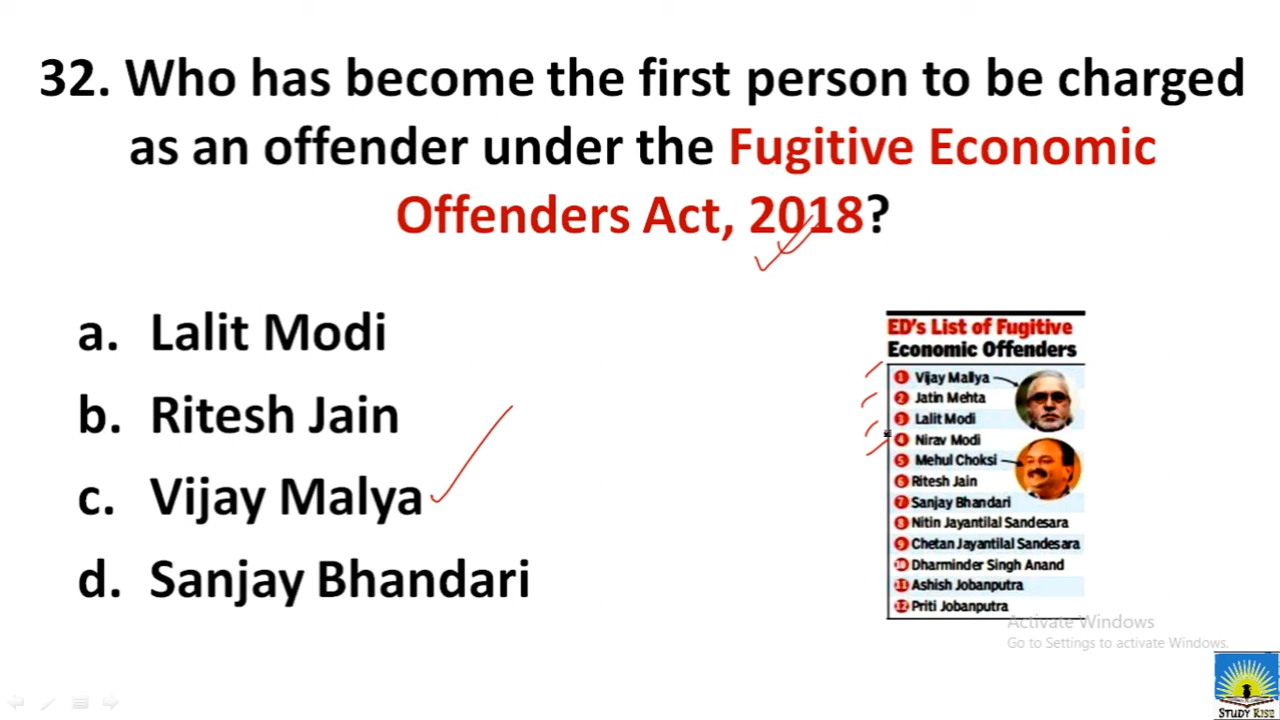 32. Who has become the first person to be charged
as an offender under the Fugitive Economic
Offenders Act, 2018?
a. Lalit Modi
b. Ritesh Jain
c. Vijay Malya
d. Sanjay Bhandari
ED's List of Fugitive
Economic Offenders
1 Vijay Mallya
2 Jatin Mehta
3 Lalit Modi
4 Nirav Modi
5 Mehul Choksi
6 Ritesh Jain
7 Sanjay Bhandari
8 Nitin Jayantilal Sandesara
9 Chetan Jayantilal Sandesara
10 Dharminder Singh Anand
11 Ashish Jobanputra
12 Priti Jobanputra
Activate Windows
Go to Settings to activate Windows.
STUDY RISE